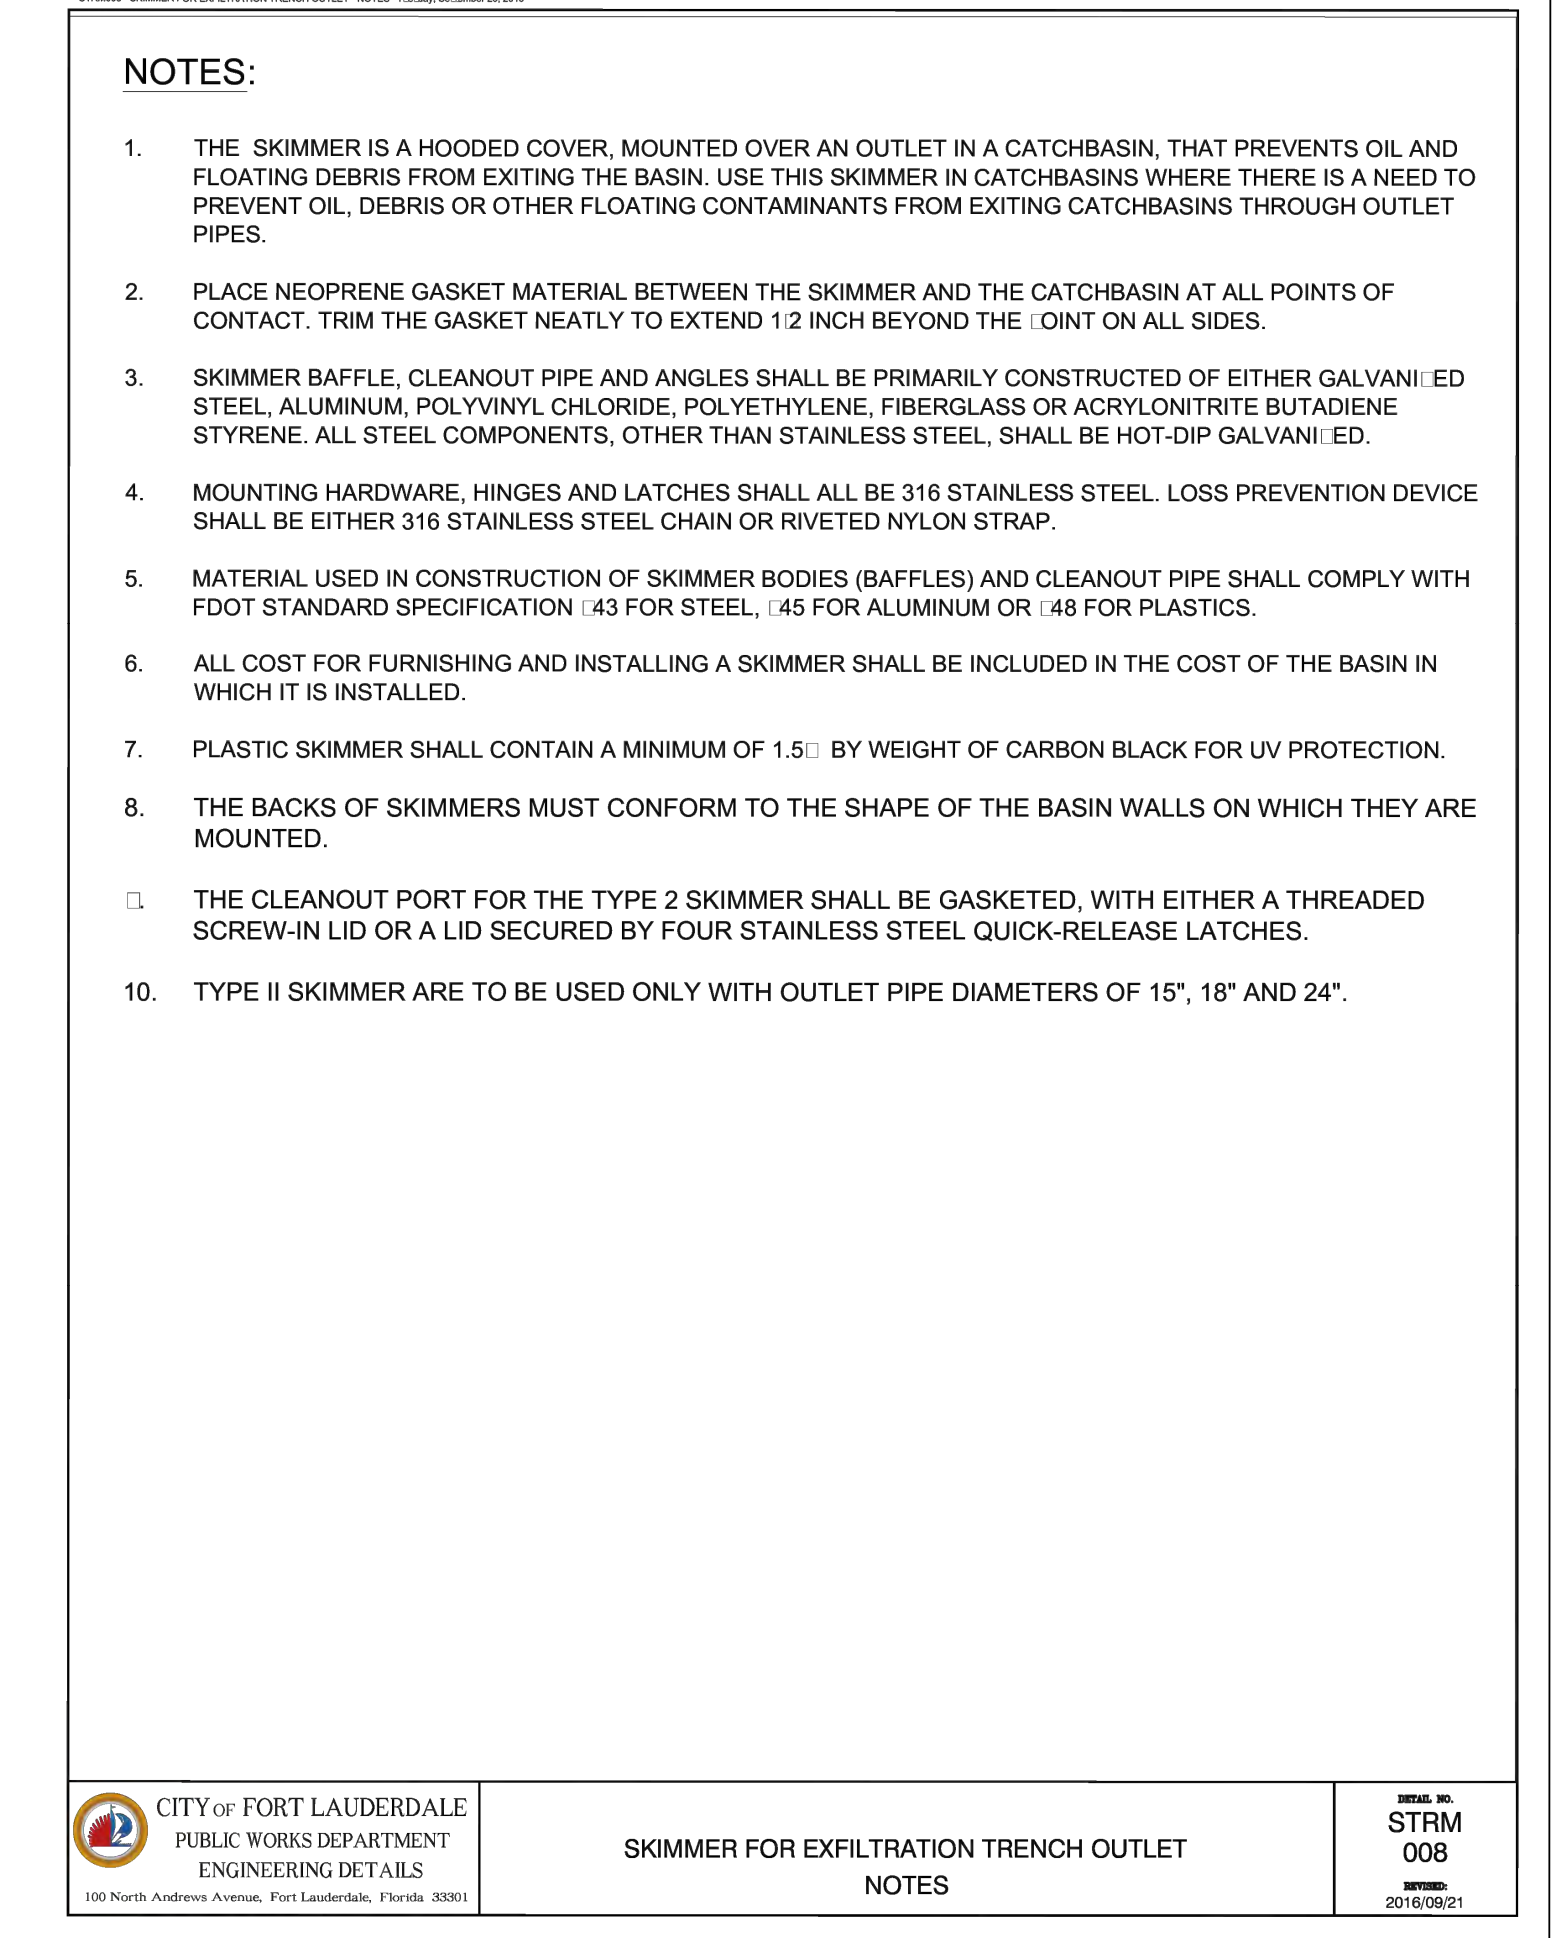 NOTES:
1. THE SKIMMER IS A HOODED COVER, MOUNTED OVER AN OUTLET IN A CATCHBASIN, THAT PREVENTS OIL AND
FLOATING DEBRIS FROM EXITING THE BASIN. USE THIS SKIMMER IN CATCHBASINS WHERE THERE IS A NEED TO
PREVENT OIL, DEBRIS OR OTHER FLOATING CONTAMINANTS FROM EXITING CATCHBASINS THROUGH OUTLET
PIPES.
2. PLACE NEOPRENE GASKET MATERIAL BETWEEN THE SKIMMER AND THE CATCHBASIN AT ALL POINTS OF
CONTACT. TRIM THE GASKET NEATLY TO EXTEND 1□2 INCH BEYOND THE □OINT ON ALL SIDES.
3. SKIMMER BAFFLE, CLEANOUT PIPE AND ANGLES SHALL BE PRIMARILY CONSTRUCTED OF EITHER GALVANI□ED
STEEL, ALUMINUM, POLYVINYL CHLORIDE, POLYETHYLENE, FIBERGLASS OR ACRYLONITRITE BUTADIENE
STYRENE. ALL STEEL COMPONENTS, OTHER THAN STAINLESS STEEL, SHALL BE HOT-DIP GALVANI□ED.
4. MOUNTING HARDWARE, HINGES AND LATCHES SHALL ALL BE 316 STAINLESS STEEL. LOSS PREVENTION DEVICE
SHALL BE EITHER 316 STAINLESS STEEL CHAIN OR RIVETED NYLON STRAP.
5. MATERIAL USED IN CONSTRUCTION OF SKIMMER BODIES (BAFFLES) AND CLEANOUT PIPE SHALL COMPLY WITH
FDOT STANDARD SPECIFICATION □43 FOR STEEL, □45 FOR ALUMINUM OR □48 FOR PLASTICS.
6. ALL COST FOR FURNISHING AND INSTALLING A SKIMMER SHALL BE INCLUDED IN THE COST OF THE BASIN IN
WHICH IT IS INSTALLED.
7. PLASTIC SKIMMER SHALL CONTAIN A MINIMUM OF 1.5□ BY WEIGHT OF CARBON BLACK FOR UV PROTECTION.
8. THE BACKS OF SKIMMERS MUST CONFORM TO THE SHAPE OF THE BASIN WALLS ON WHICH THEY ARE
MOUNTED.
□. THE CLEANOUT PORT FOR THE TYPE 2 SKIMMER SHALL BE GASKETED, WITH EITHER A THREADED
SCREW-IN LID OR A LID SECURED BY FOUR STAINLESS STEEL QUICK-RELEASE LATCHES.
10. TYPE II SKIMMER ARE TO BE USED ONLY WITH OUTLET PIPE DIAMETERS OF 15", 18" AND 24".
CITY OF FORT LAUDERDALE
PUBLIC WORKS DEPARTMENT
ENGINEERING DETAILS
100 North Andrews Avenue, Fort Lauderdale, Florida 33301
SKIMMER FOR EXFILTRATION TRENCH OUTLET
NOTES
DETAIL NO.
STRM
008
REVISED:
2016/09/21